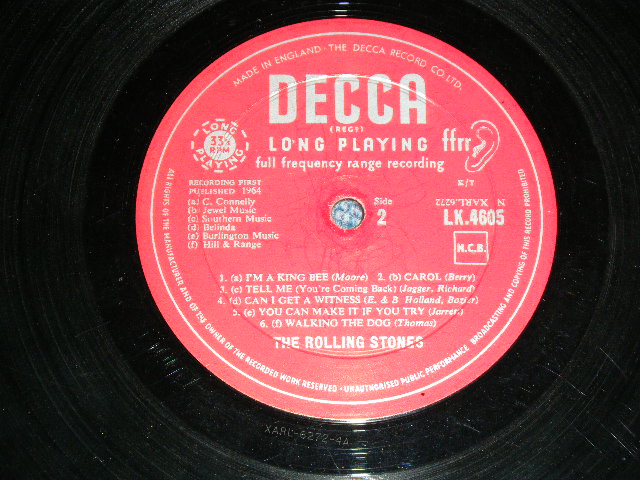 MADE IN ENGLAND · THE DECCA RECORD CO. LTD.
DECCA
(REGD)
LONG PLAYING
33⅓
RPM
LONG PLAYING ffrr
full frequency range recording
RECORDING FIRST
PUBLISHED 1964
(a) C. Connelly
(b) Jewel Music
(c) Southern Music
(d) Belinda
(e) Burlington Music
(f) Hill & Range
Side
2
LK.4605
N XARL.6272
N.C.B.
1. (a) I'M A KING BEE (Moore) 2. (b) CAROL (Berry)
3. (c) TELL ME (You're Coming Back) (Jagger, Richard)
4. (d) CAN I GET A WITNESS (E. & B. Holland, Bozier)
5. (e) YOU CAN MAKE IT IF YOU TRY (Jarrett)
6. (f) WALKING THE DOG (Thomas)
THE ROLLING STONES
ALL RIGHTS OF THE MANUFACTURER AND OF THE OWNER OF THE RECORDED WORK RESERVED · UNAUTHORISED PUBLIC PERFORMANCE, BROADCASTING AND COPYING OF THIS RECORD PROHIBITED
XARL-6272-4A